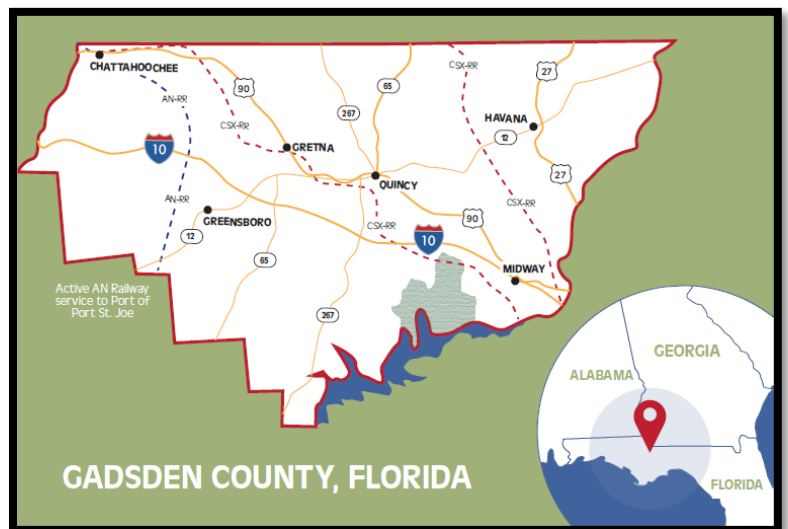 CHATTAHOOCHEE
AN-RR
90
CSX-RR
267
65
CSX-RR
27
HAVANA
12
10
GRETNA
QUINCY
27
AN-RR
GREENSBORO
12
CSX-RR
10
90
CSX-RR
65
MIDWAY
267
Active AN Railway
service to Port of
Port St. Joe
GEORGIA
ALABAMA
FLORIDA
GADSDEN COUNTY, FLORIDA